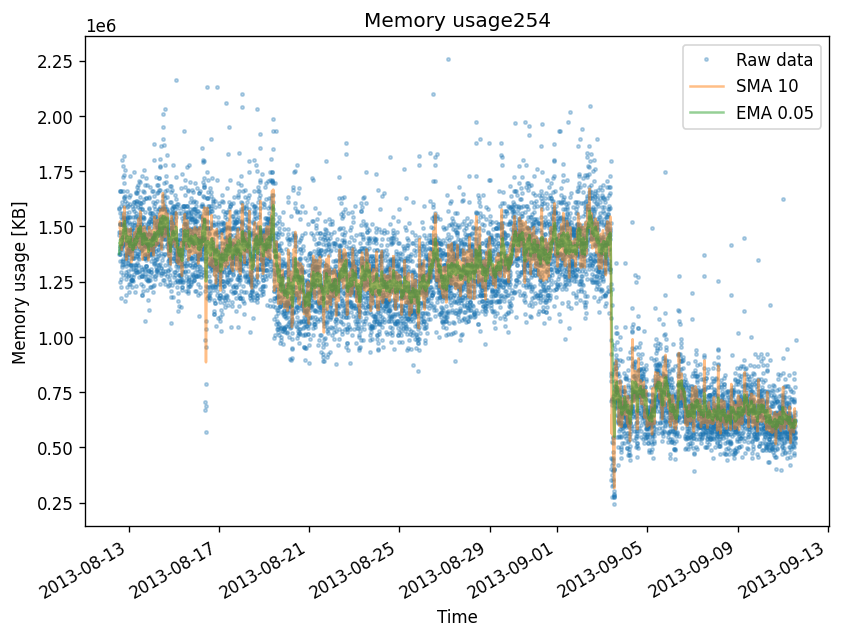 Memory usage254
1e6
Raw data
SMA 10
EMA 0.05
2.25
2.00
1.75
1.50
1.25
1.00
0.75
0.50
0.25
Memory usage [KB]
2013-08-13
2013-08-17
2013-08-21
2013-08-25
2013-08-29
2013-09-01
2013-09-05
2013-09-09
2013-09-13
Time